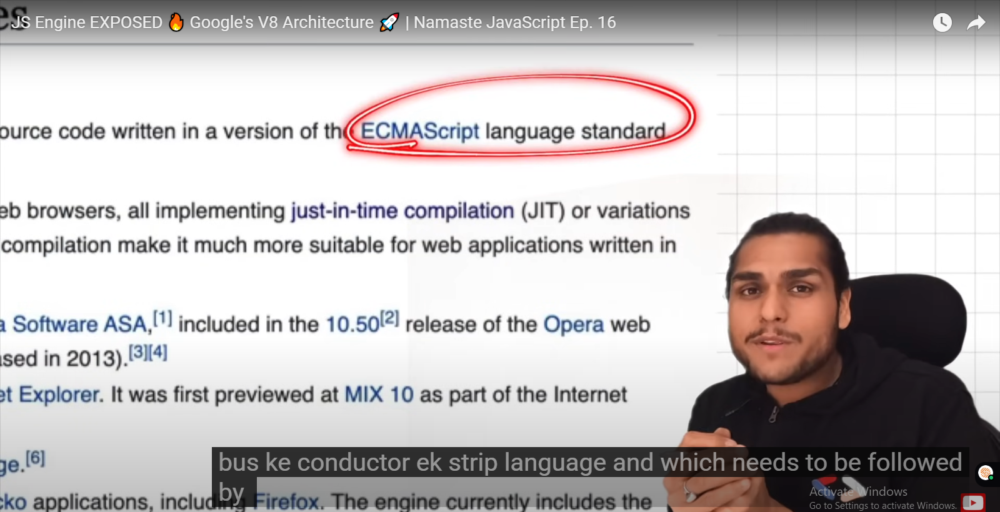 es
JS Engine EXPOSED 🔥 Google's V8 Architecture 🚀 | Namaste JavaScript Ep. 16
ource code written in a version of the ECMAScript language standard
eb browsers, all implementing just-in-time compilation (JIT) or variations
compilation make it much more suitable for web applications written in
a Software ASA,[1] included in the 10.50[2] release of the Opera web
ased in 2013).[3][4]
et Explorer. It was first previewed at MIX 10 as part of the Internet
ge.[6]
bus ke conductor ek strip language and which needs to be followed
by
cko applications, including Firefox. The engine currently includes the
Activate Windows
Go to Settings to activate Windows.